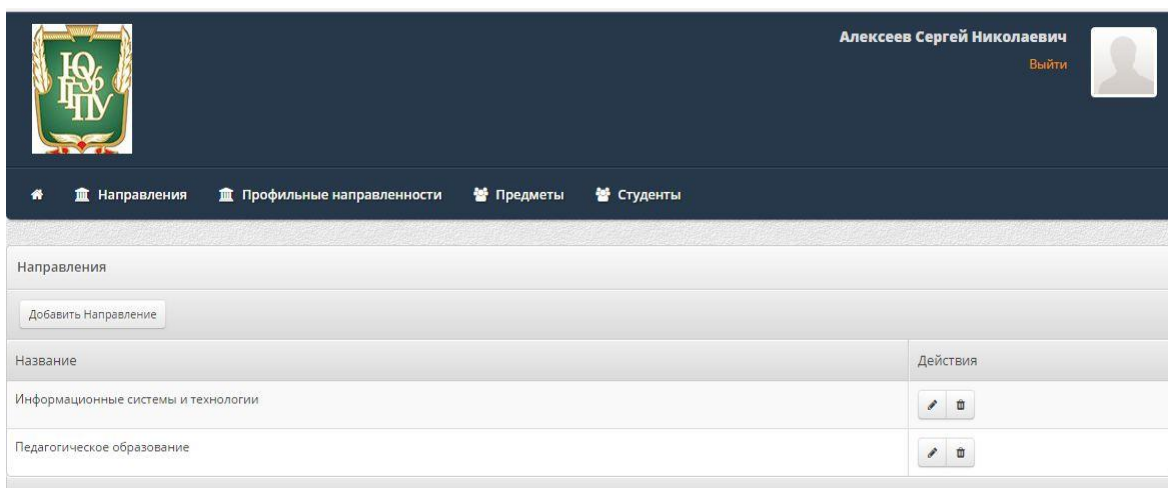 Алексеев Сергей Николаевич
Выйти
Направления Профильные направленности Предметы Студенты
Направления
Добавить Направление
Название Действия
Информационные системы и технологии
Педагогическое образование